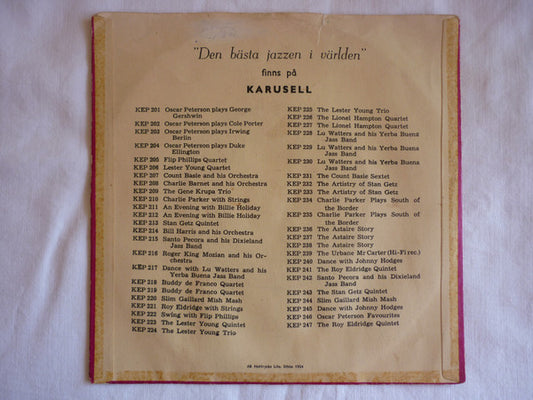 "Den bästa jazzen i världen"
finns på
KARUSELL
KEP 201 Oscar Peterson plays George
Gershwin
KEP 202 Oscar Peterson plays Cole Porter
KEP 203 Oscar Peterson plays Irwing
Berlin
KEP 204 Oscar Peterson plays Duke
Ellington
KEP 205 Flip Phillips Quartet
KEP 206 Lester Young Quartet
KEP 207 Count Basie and his Orchestra
KEP 208 Charlie Barnet and his Orchestra
KEP 209 The Gene Krupa Trio
KEP 210 Charlie Parker with Strings
KEP 211 An Evening with Billie Holiday
KEP 212 An Evening with Billie Holiday
KEP 213 Stan Getz Quintet
KEP 214 Bill Harris and his Orchestra
KEP 215 Santo Pecora and his Dixieland
Jass Band
KEP 216 Roger King Mozian and his Or-
chestra
KEP 217 Dance with Lu Watters and his
Yerba Buena Jass Band
KEP 218 Buddy de Franco Quartet
KEP 219 Buddy de Franco Quartet
KEP 220 Slim Gaillard Mish Mash
KEP 221 Roy Eldridge with Strings
KEP 222 Swing with Flip Phillips
KEP 223 The Lester Young Quintet
KEP 224 The Lester Young Trio
KEP 225 The Lester Young Trio
KEP 226 The Lionel Hampton Quartet
KEP 227 The Lionel Hampton Quartet
KEP 228 Lu Watters and his Yerba Buena
Jass Band
KEP 229 Lu Watters and his Yerba Buena
Jass Band
KEP 230 Lu Watters and his Yerba Buena
Jass Band
KEP 231 The Count Basie Sextet
KEP 232 The Artistry of Stan Getz
KEP 233 The Artistry of Stan Getz
KEP 234 Charlie Parker Plays South of
the Border
KEP 235 Charlie Parker Plays South of
the Border
KEP 236 The Astaire Story
KEP 237 The Astaire Story
KEP 238 The Astaire Story
KEP 239 The Urbane Mr Carter (Hi-Fi rec.)
KEP 240 Dance with Johnny Hodges
KEP 241 The Roy Eldridge Quintet
KEP 242 Santo Pecora and his Dixieland
Jass Band
KEP 243 The Stan Getz Quintet
KEP 244 Slim Gaillard Mish Mash
KEP 245 Dance with Johnny Hodges
KEP 246 Oscar Peterson Favourites
KEP 247 The Roy Eldridge Quintet
1954